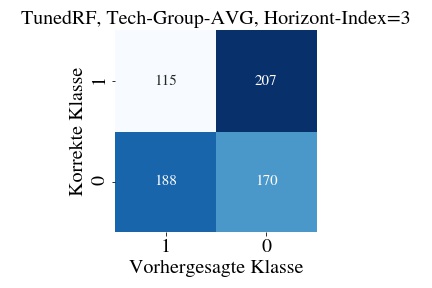 TunedRF, Tech-Group-AVG, Horizont-Index=3
Korrekte Klasse
1
115 207
0
188 170
1 0
Vorhergesagte Klasse